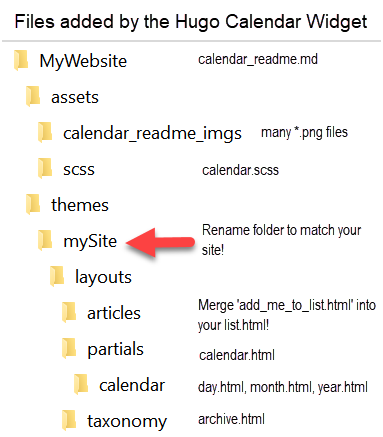 Files added by the Hugo Calendar Widget
MyWebsite calendar_readme.md
assets
calendar_readme_imgs many *.png files
scss calendar.scss
themes
mySite Rename folder to match your
site!
layouts
articles Merge 'add_me_to_list.html' into
your list.html!
partials calendar.html
calendar day.html, month.html, year.html
taxonomy archive.html